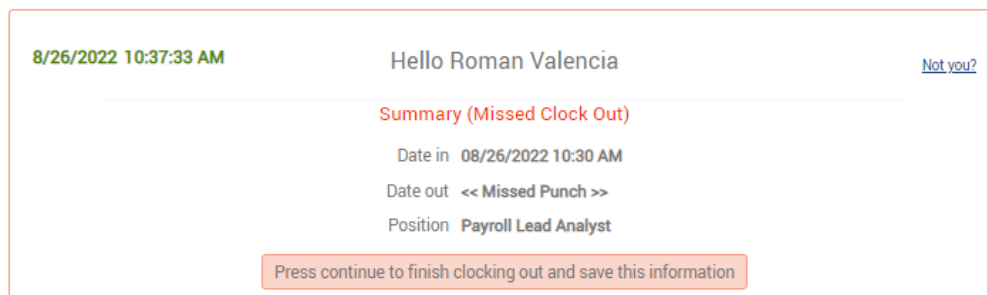 8/26/2022 10:37:33 AM
Hello Roman Valencia
Not you?
Summary (Missed Clock Out)
Date in 08/26/2022 10:30 AM
Date out << Missed Punch >>
Position Payroll Lead Analyst
Press continue to finish clocking out and save this information